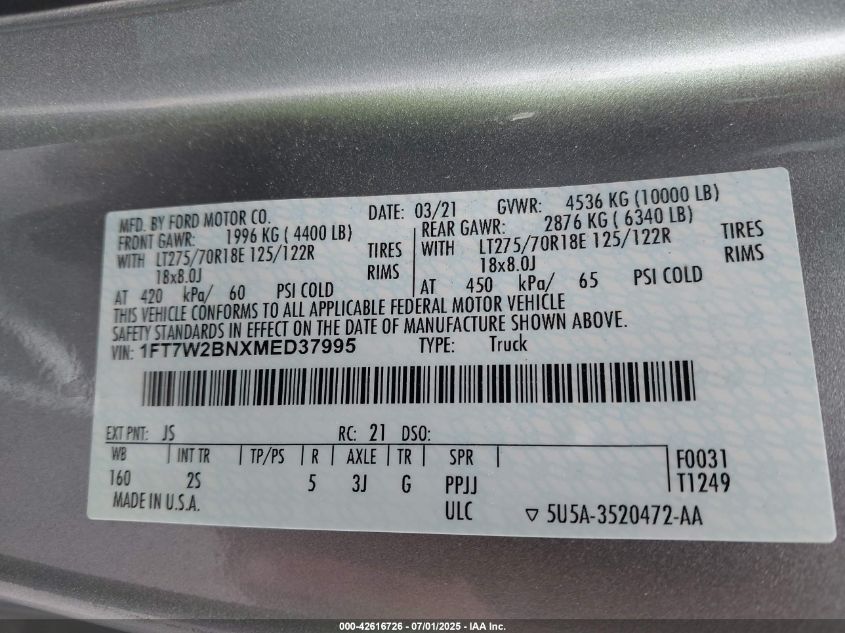 MFD. BY FORD MOTOR CO. DATE: 03/21 GVWR: 4536 KG (10000 LB)
FRONT GAWR: 1996 KG ( 4400 LB) REAR GAWR: 2876 KG ( 6340 LB)
WITH LT275/70R18E 125/122R TIRES WITH LT275/70R18E 125/122R TIRES
18x8.0J RIMS 18x8.0J RIMS
AT 420 kPa/ 60 PSI COLD AT 450 kPa/ 65 PSI COLD
THIS VEHICLE CONFORMS TO ALL APPLICABLE FEDERAL MOTOR VEHICLE
SAFETY STANDARDS IN EFFECT ON THE DATE OF MANUFACTURE SHOWN ABOVE.
VIN: 1FT7W2BNXMED37995 TYPE: Truck
EXT PNT: JS RC: 21 DSO:
WB | INT TR | TP/PS | R | AXLE | TR | SPR | F0031
160 2S 5 3J G PPJJ T1249
MADE IN U.S.A. ULC ▽ 5U5A-3520472-AA
000-42616726 - 07/01/2025 - IAA Inc.